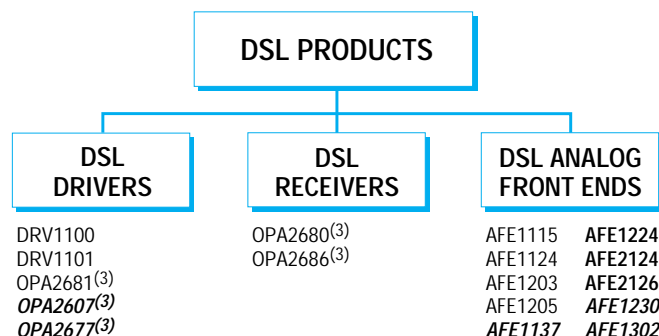 DSL PRODUCTS
DSL
DRIVERS
DRV1100
DRV1101
OPA2681(3)
OPA2607(3)
OPA2677(3)
DSL
RECEIVERS
OPA2680(3)
OPA2686(3)
DSL ANALOG
FRONT ENDS
AFE1115 AFE1224
AFE1124 AFE2124
AFE1203 AFE2126
AFE1205 AFE1230
AFE1137 AFE1302